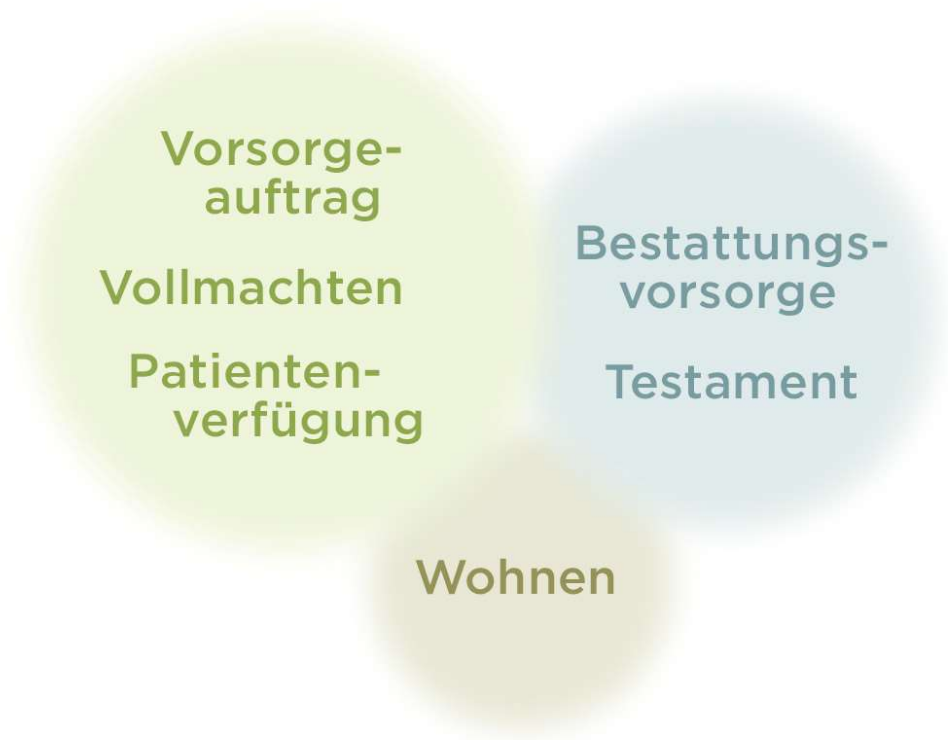 Vorsorge-
auftrag
Vollmachten
Patienten-
verfügung
Bestattungs-
vorsorge
Testament
Wohnen